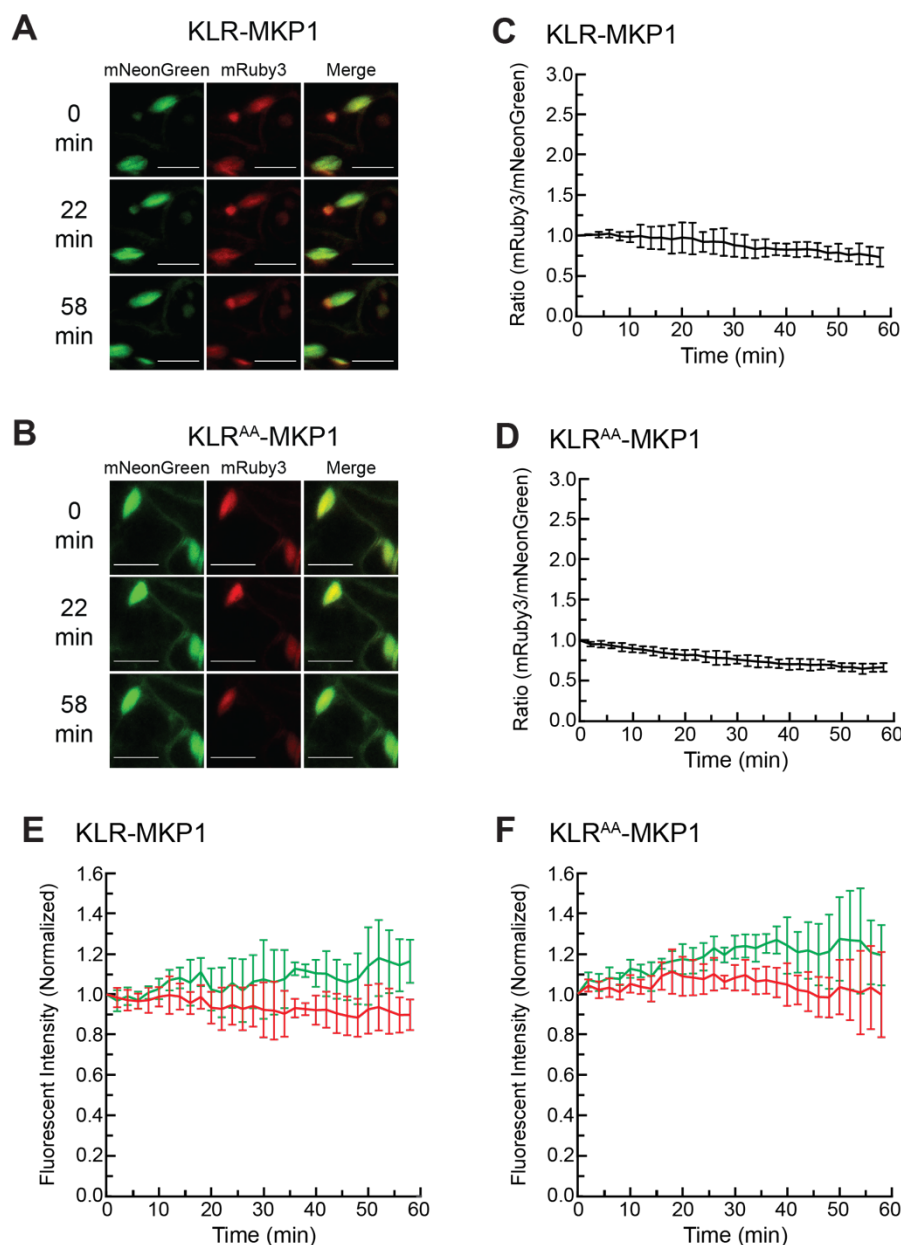 A
KLR-MKP1
mNeonGreen mRuby3 Merge
0
min
22
min
58
min
C KLR-MKP1
Ratio (mRuby3/mNeonGreen)
3.0
2.5
2.0
1.5
1.0
0.5
0.0
0 10 20 30 40 50 60
Time (min)
B
KLRᴬᴬ-MKP1
mNeonGreen mRuby3 Merge
0
min
22
min
58
min
D KLRᴬᴬ-MKP1
Ratio (mRuby3/mNeonGreen)
3.0
2.5
2.0
1.5
1.0
0.5
0.0
0 10 20 30 40 50 60
Time (min)
E KLR-MKP1
Fluorescent Intensity (Normalized)
1.6
1.4
1.2
1.0
0.8
0.6
0.4
0.2
0.0
0 10 20 30 40 50 60
Time (min)
F KLRᴬᴬ-MKP1
Fluorescent Intensity (Normalized)
1.6
1.4
1.2
1.0
0.8
0.6
0.4
0.2
0.0
0 10 20 30 40 50 60
Time (min)